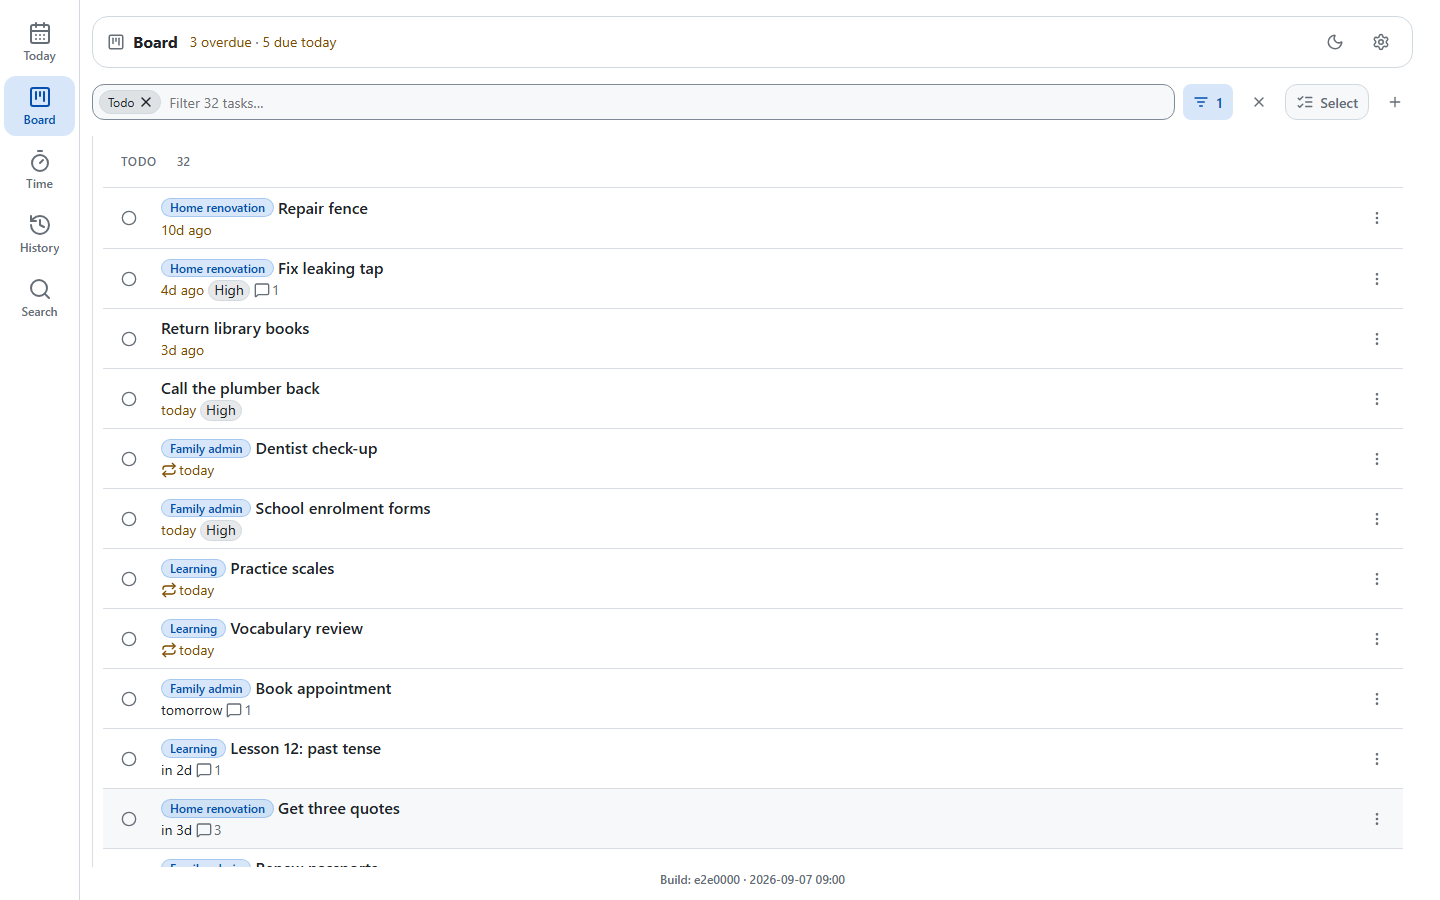 Today
Board
Time
History
Search
Board 3 overdue · 5 due today
Todo Filter 32 tasks... 1 Select
TODO 32
Home renovation Repair fence
10d ago
Home renovation Fix leaking tap
4d ago High 1
Return library books
3d ago
Call the plumber back
today High
Family admin Dentist check-up
today
Family admin School enrolment forms
today High
Learning Practice scales
today
Learning Vocabulary review
today
Family admin Book appointment
tomorrow 1
Learning Lesson 12: past tense
in 2d 1
Home renovation Get three quotes
in 3d 3
Build: e2e0000 · 2026-09-07 09:00